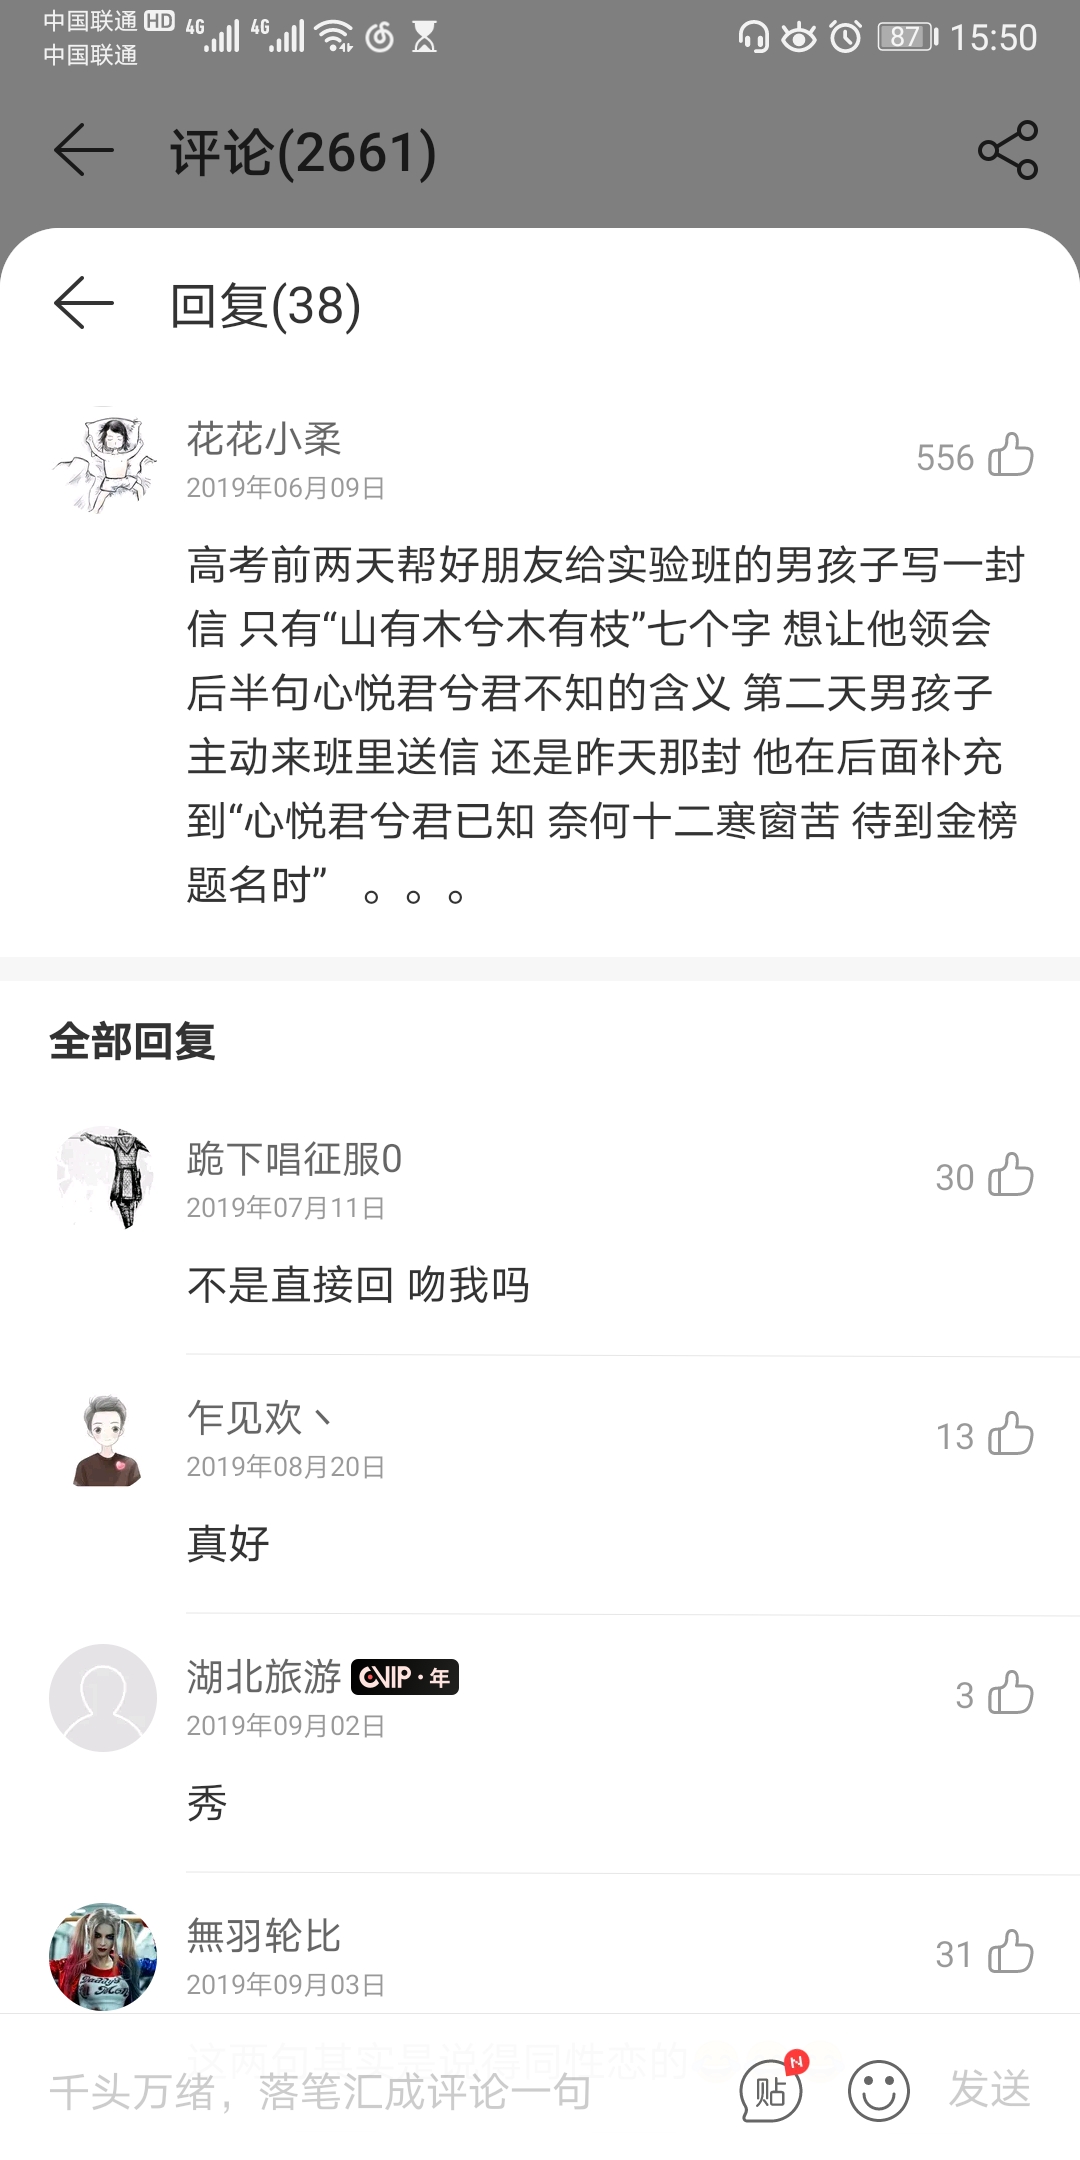 中国联通 HD 4G 4G 87 15:50
中国联通
评论(2661)
回复(38)
花花小柔
2019年06月09日
556
高考前两天帮好朋友给实验班的男孩子写一封
信 只有“山有木兮木有枝”七个字 想让他领会
后半句心悦君兮君不知的含义 第二天男孩子
主动来班里送信 还是昨天那封 他在后面补充
到“心悦君兮君已知 奈何十二寒窗苦 待到金榜
题名时” 。。。
全部回复
跪下唱征服0
2019年07月11日
30
不是直接回 吻我吗
乍见欢丶
2019年08月20日
13
真好
湖北旅游 VIP·年
2019年09月02日
3
秀
無羽轮比
2019年09月03日
31
这两句其实是说得同性恋的
千头万绪，落笔汇成评论一句 贴 N 发送